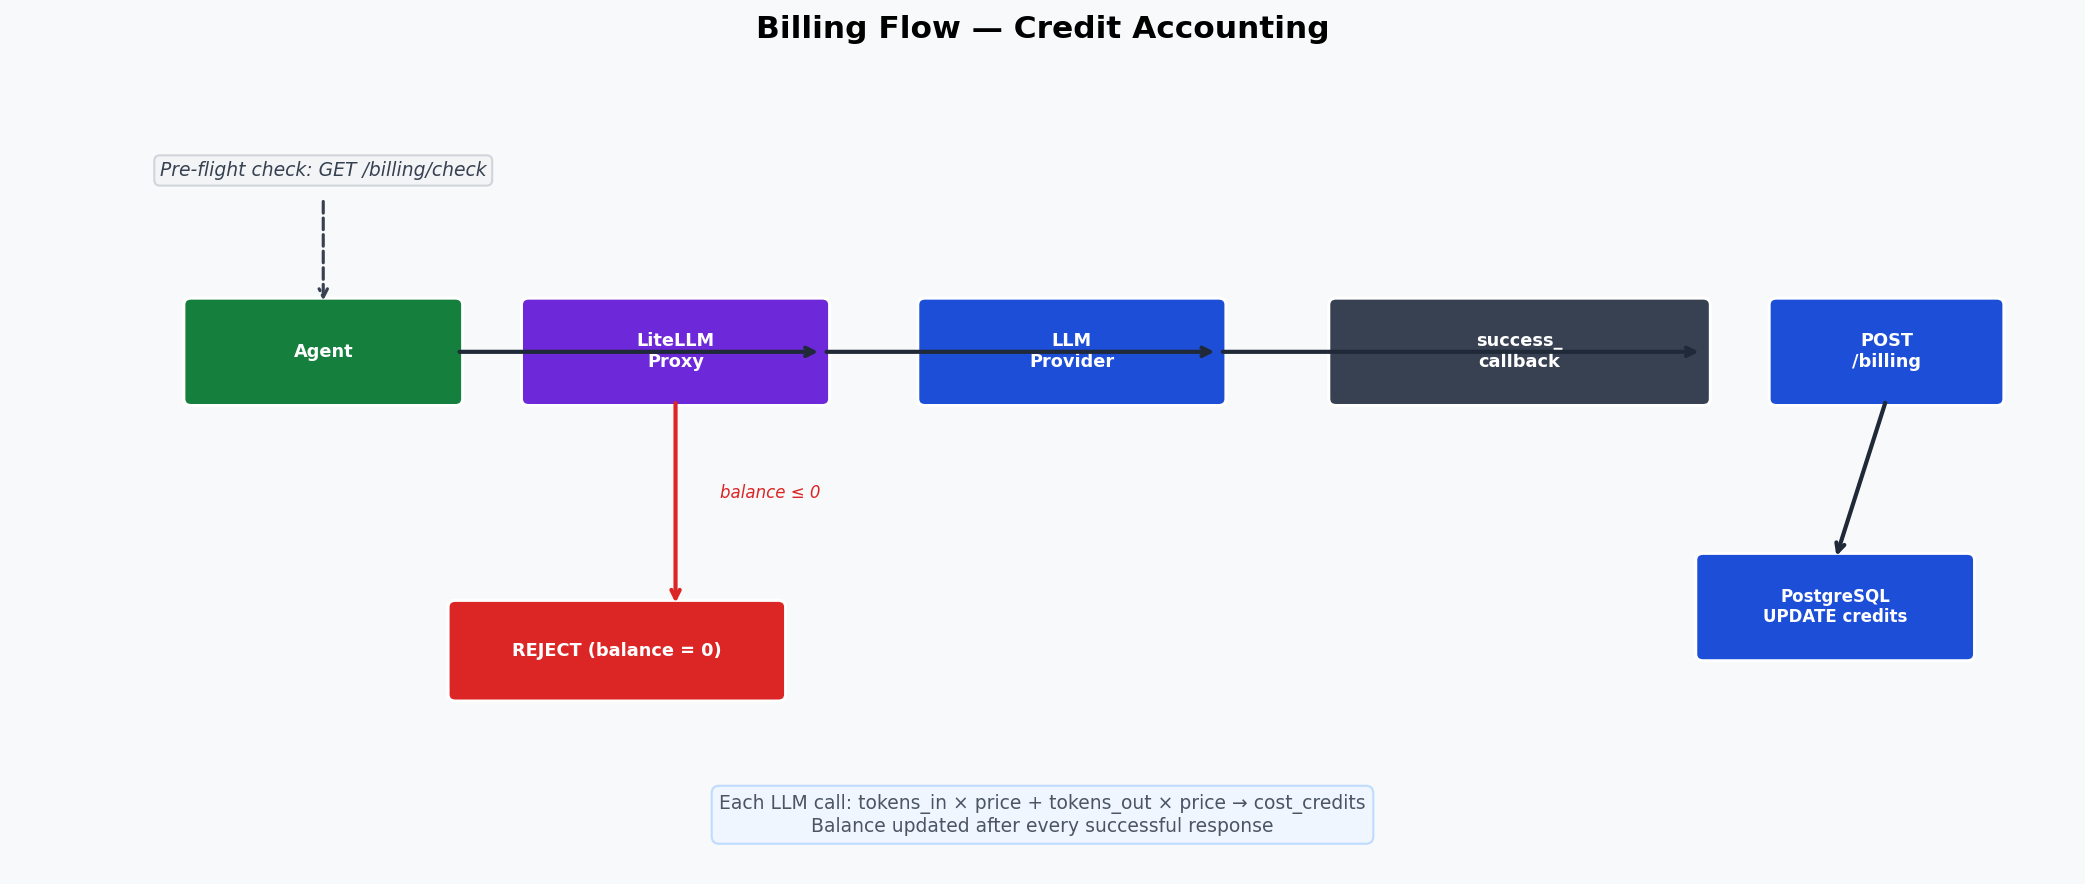 Billing Flow — Credit Accounting
Pre-flight check: GET /billing/check
Agent
LiteLLM
Proxy
LLM
Provider
success_
callback
POST
/billing
balance ≤ 0
PostgreSQL
UPDATE credits
REJECT (balance = 0)
Each LLM call: tokens_in × price + tokens_out × price → cost_credits
Balance updated after every successful response